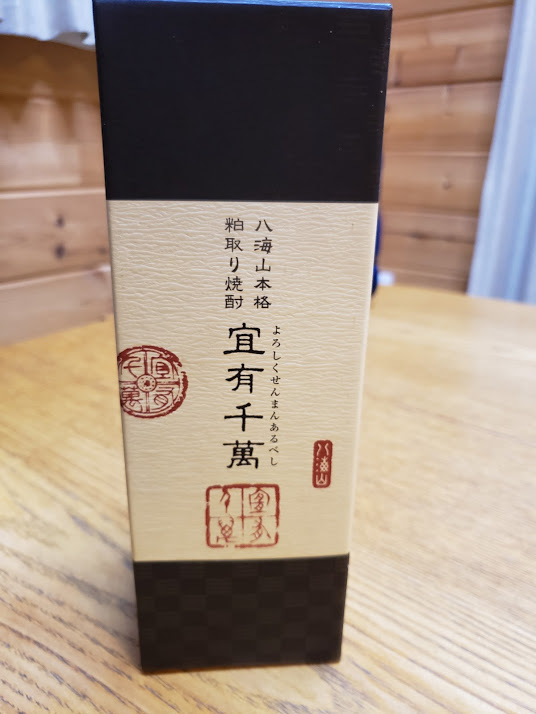 八海山本格
粕取り焼酎
よろしくせんまんあるべし
宜有千萬
八海山